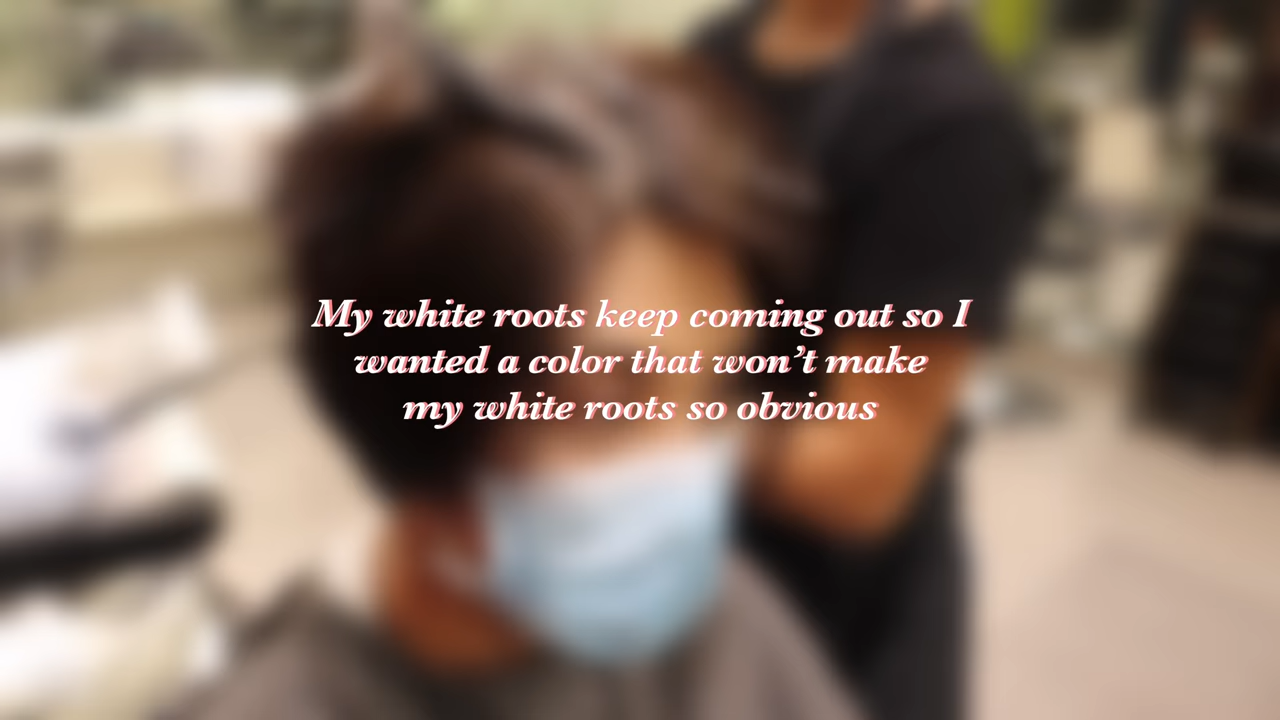 My white roots keep coming out so I
wanted a color that won’t make
my white roots so obvious